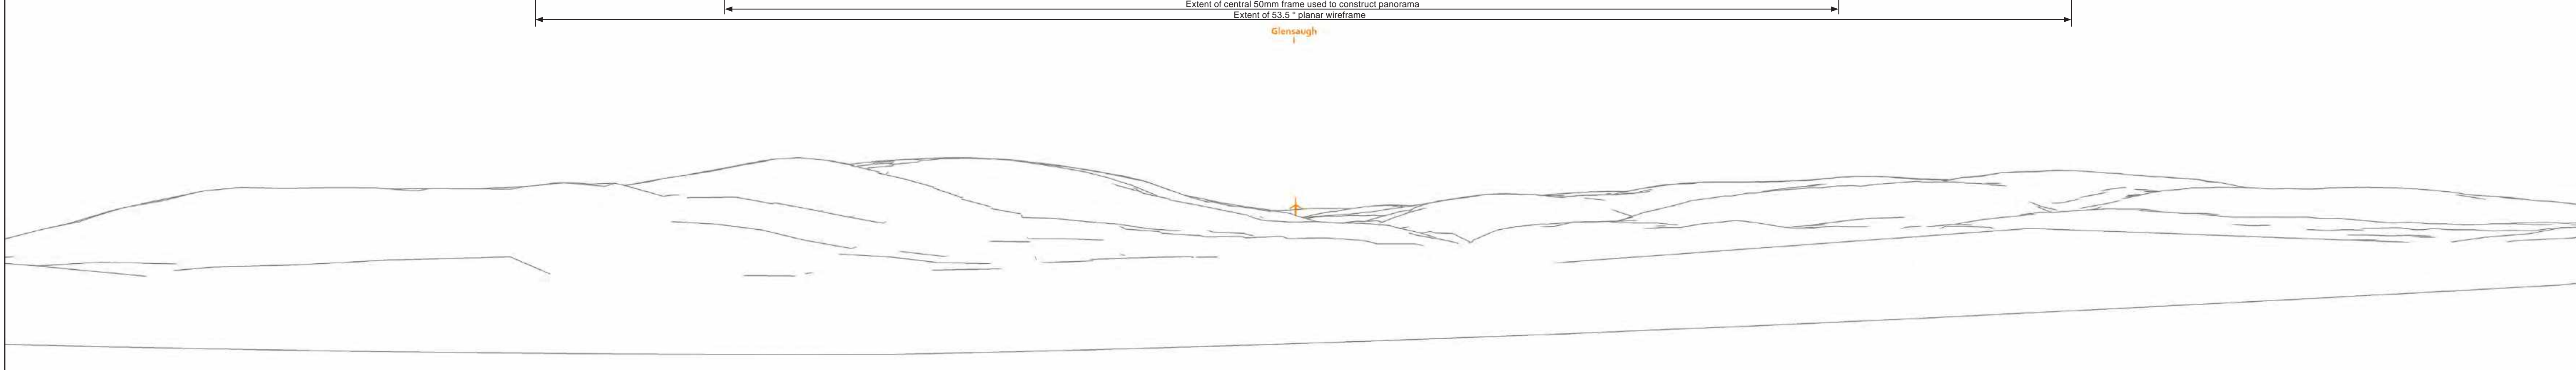 Extent of central 50mm frame used to construct panorama
Extent of 53.5 ° planar wireframe
Glensaugh